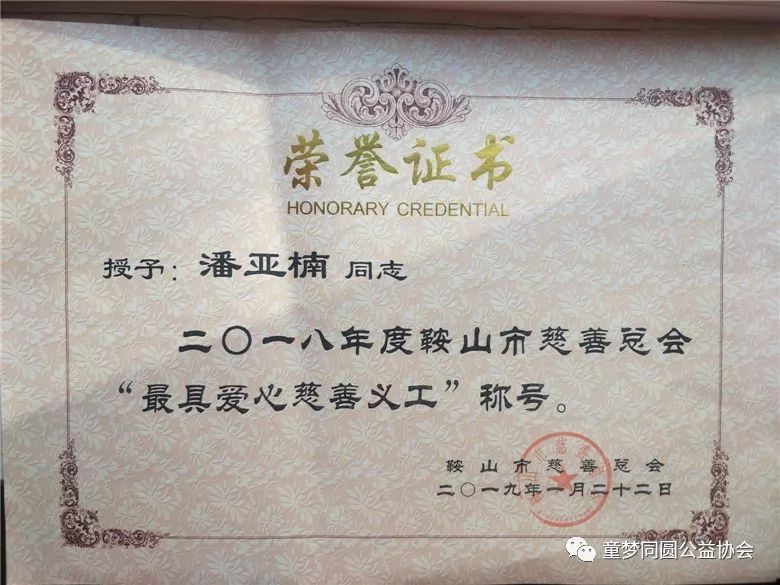 荣誉证书
HONORARY CREDENTIAL
授予：潘亚楠 同志
二〇一八年度鞍山市慈善总会
“最具爱心慈善义工”称号。
鞍山市慈善总会
二〇一九年一月二十二日
童梦同圆公益协会